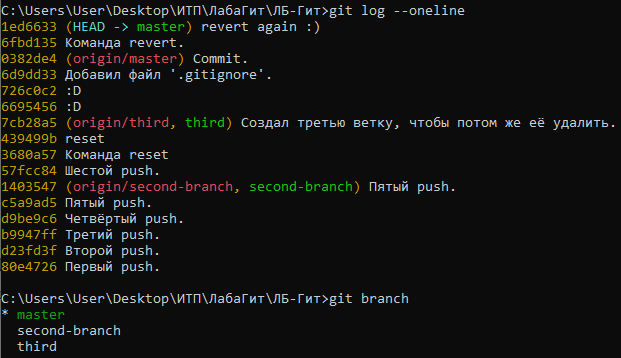 C:\Users\User\Desktop\ИТП\ЛабаГит\ЛБ-Гит>git log --oneline
1ed6633 (HEAD -> master) revert again :)
6fbd135 Команда revert.
0382de4 (origin/master) Commit.
6d9dd33 Добавил файл '.gitignore'.
726c0c2 :D
6695456 :D
7cb28a5 (origin/third, third) Создал третью ветку, чтобы потом же её удалить.
439499b reset
3680a57 Команда reset
57fcc84 Шестой push.
1403547 (origin/second-branch, second-branch) Пятый push.
c5a9ad5 Пятый push.
d9be9c6 Четвёртый push.
b9947ff Третий push.
d23fd3f Второй push.
80e4726 Первый push.
C:\Users\User\Desktop\ИТП\ЛабаГит\ЛБ-Гит>git branch
* master
second-branch
third